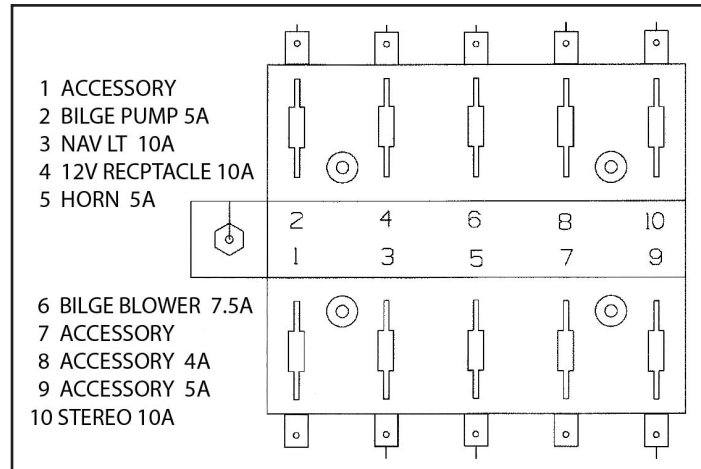 1 ACCESSORY
2 BILGE PUMP 5A
3 NAV LT 10A
4 12V RECPTACLE 10A
5 HORN 5A
2 4 6 8 10
1 3 5 7 9
6 BILGE BLOWER 7.5A
7 ACCESSORY
8 ACCESSORY 4A
9 ACCESSORY 5A
10 STEREO 10A